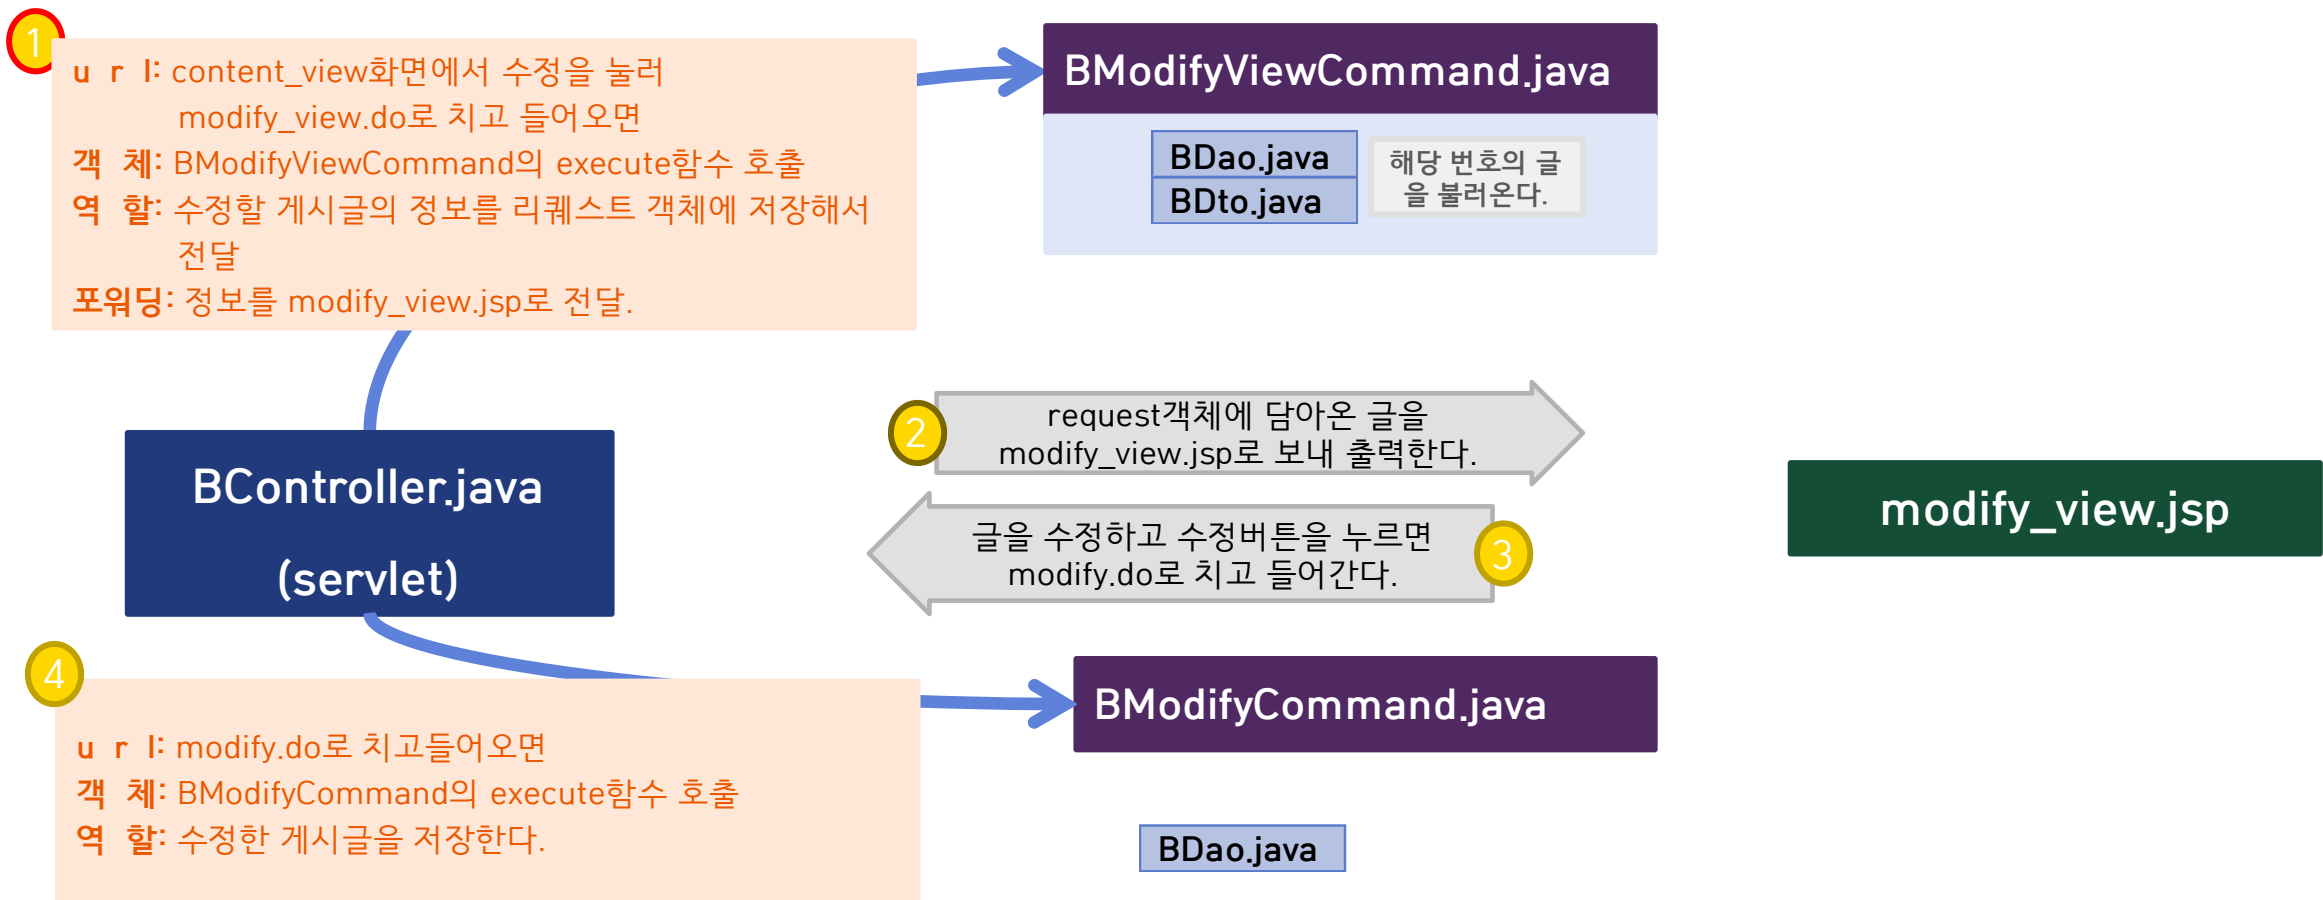 1
u r l: content_view화면에서 수정을 눌러
modify_view.do로 치고 들어오면
객 체: BModifyViewCommand의 execute함수 호출
역 할: 수정할 게시글의 정보를 리퀘스트 객체에 저장해서
전달
포워딩: 정보를 modify_view.jsp로 전달.
BModifyViewCommand.java
BDao.java
BDto.java
해당 번호의 글
을 불러온다.
2
request객체에 담아온 글을
modify_view.jsp로 보내 출력한다.
BController.java
(servlet)
modify_view.jsp
글을 수정하고 수정버튼을 누르면
modify.do로 치고 들어간다.
3
4
u r l: modify.do로 치고들어오면
객 체: BModifyCommand의 execute함수 호출
역 할: 수정한 게시글을 저장한다.
BModifyCommand.java
BDao.java